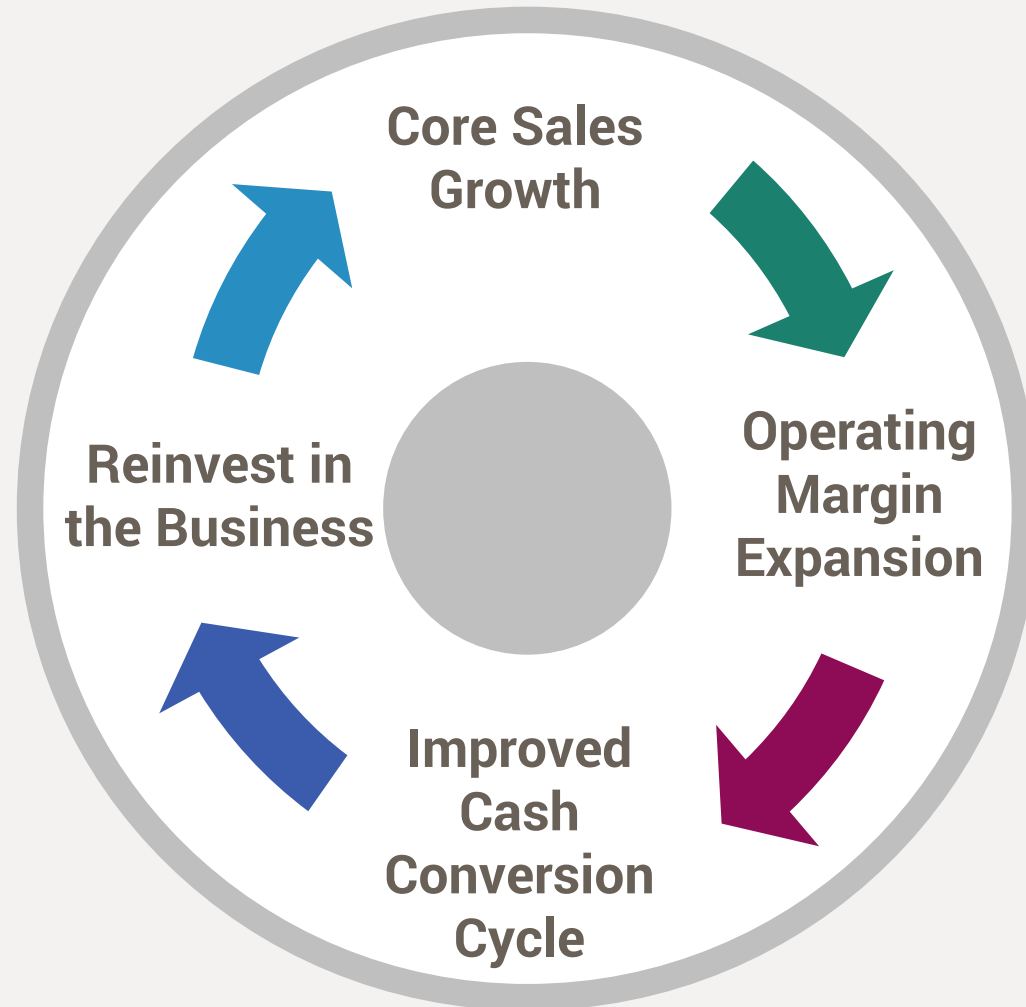 Core Sales
Growth
Operating
Margin
Expansion
Improved
Cash
Conversion
Cycle
Reinvest in
the Business